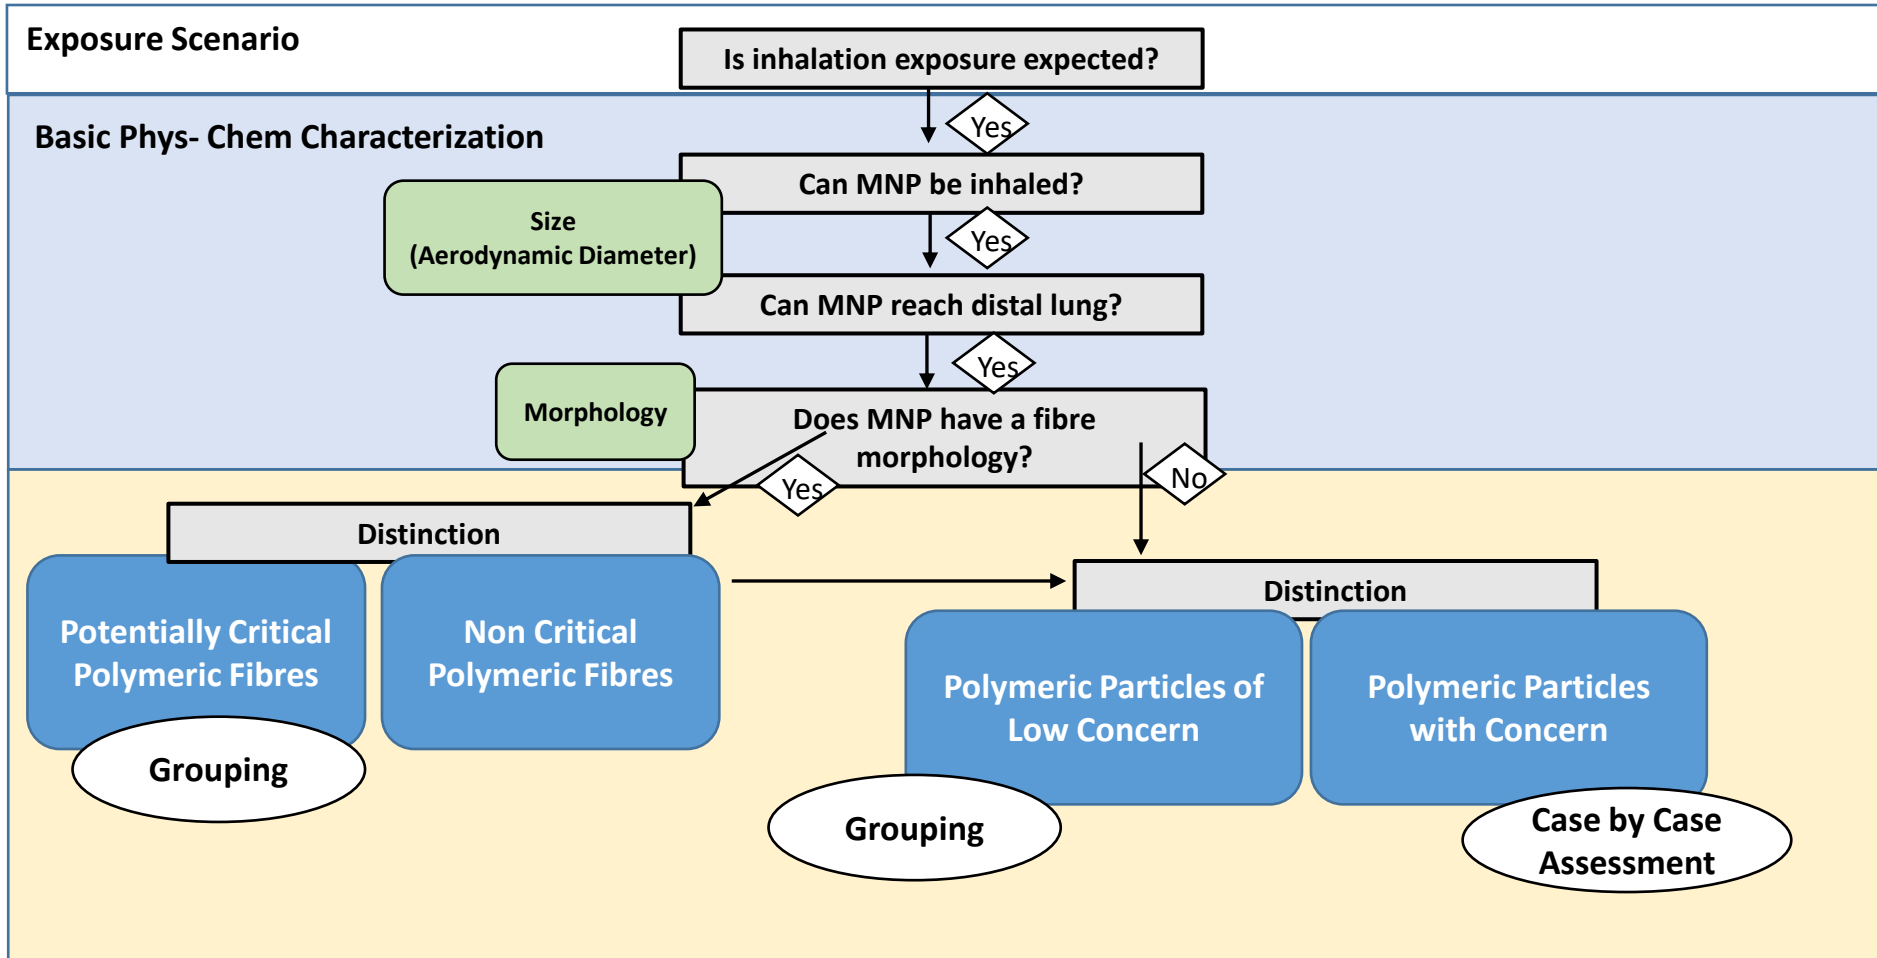 Exposure Scenario
Is inhalation exposure expected?
Yes
Basic Phys- Chem Characterization
Can MNP be inhaled?
Size
(Aerodynamic Diameter)
Yes
Can MNP reach distal lung?
Yes
Morphology
Does MNP have a fibre
morphology?
Yes
No
Distinction
Potentially Critical
Polymeric Fibres
Non Critical
Polymeric Fibres
Grouping
Distinction
Polymeric Particles of
Low Concern
Polymeric Particles
with Concern
Grouping
Case by Case
Assessment